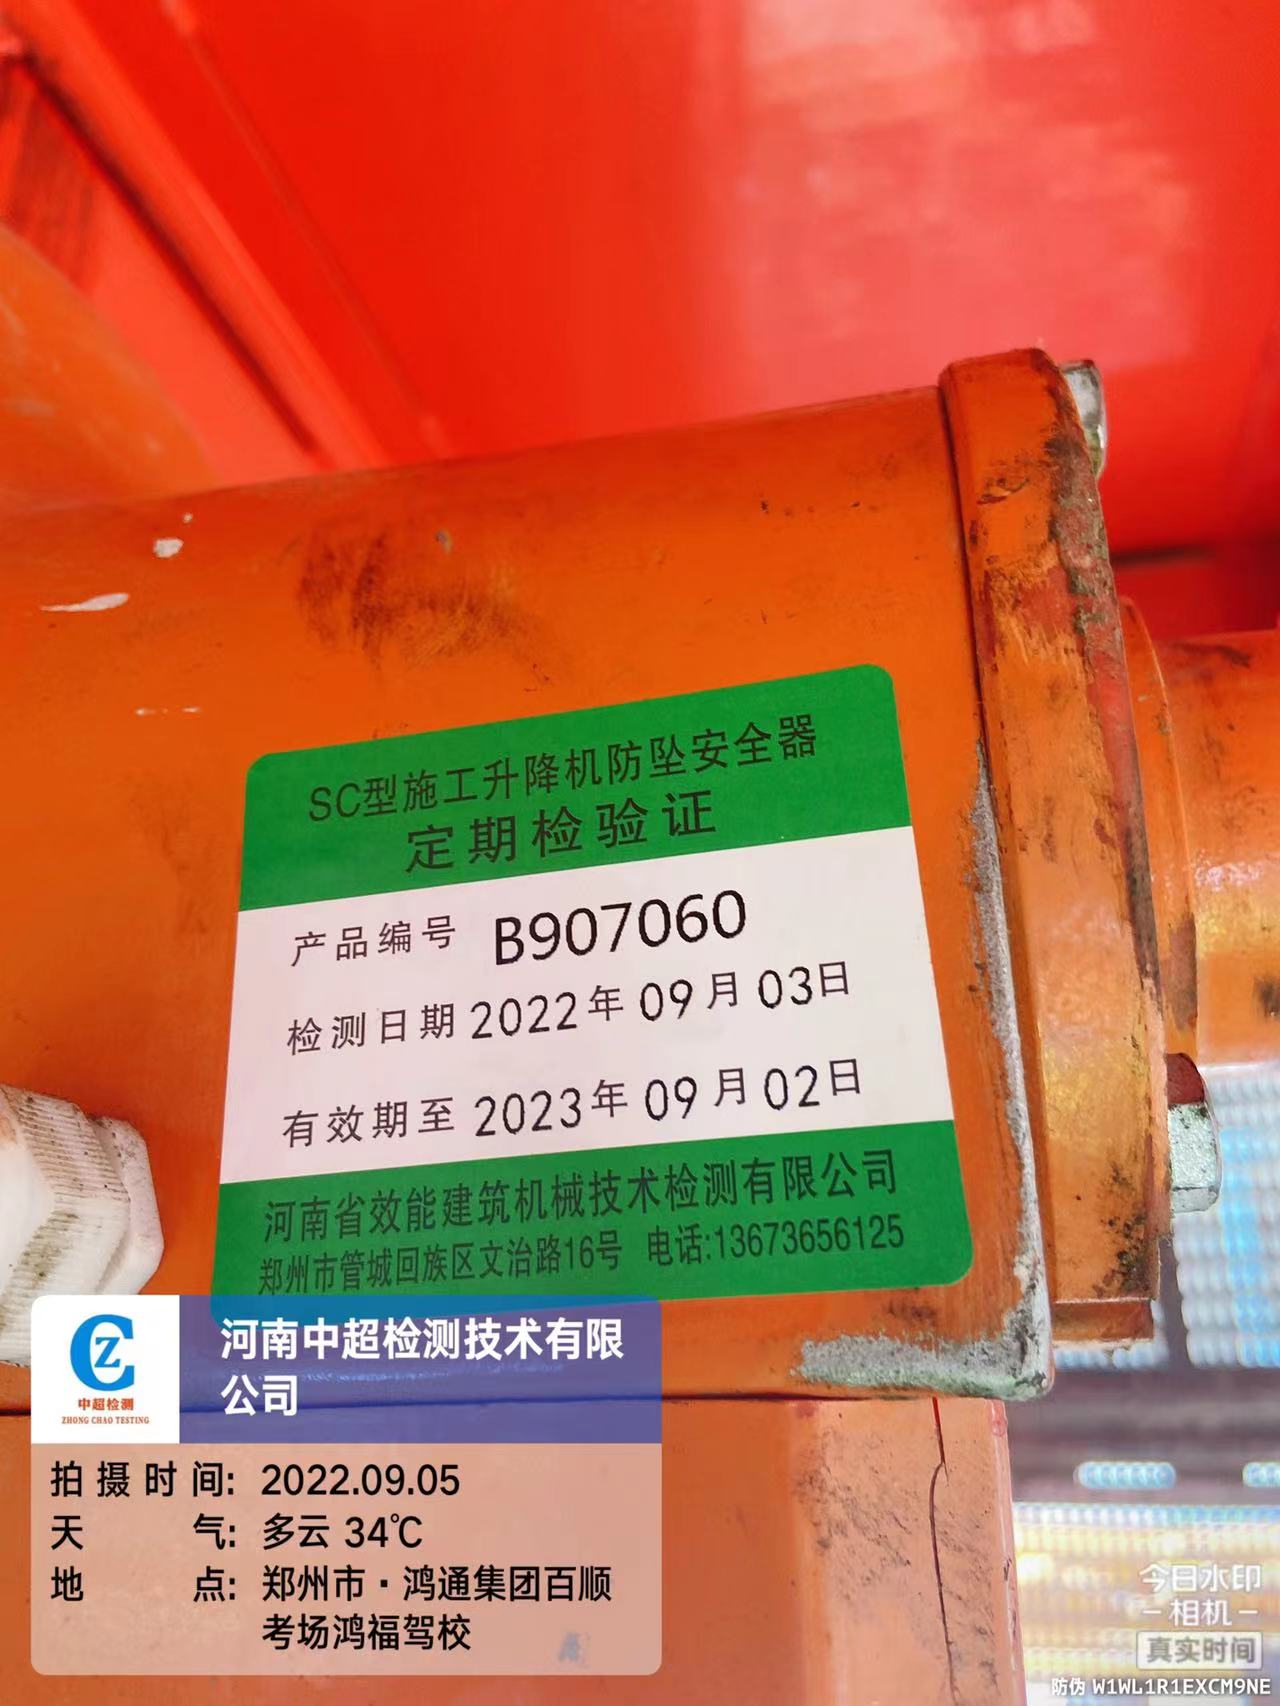 SC型施工升降机防坠安全器
定期检验证
产品编号 B907060
检测日期 2022年09月03日
有效期至 2023年09月02日
河南省效能建筑机械技术检测有限公司
郑州市管城回族区文治路16号 电话:13673656125
CZ
中超检测
ZHONG CHAO TESTING
河南中超检测技术有限
公司
拍摄时间: 2022.09.05
天气: 多云 34℃
地点: 郑州市·鸿通集团百顺
考场鸿福驾校
今日水印
-相机-
真实时间
防伪 W1WL1R1EXCM9NE